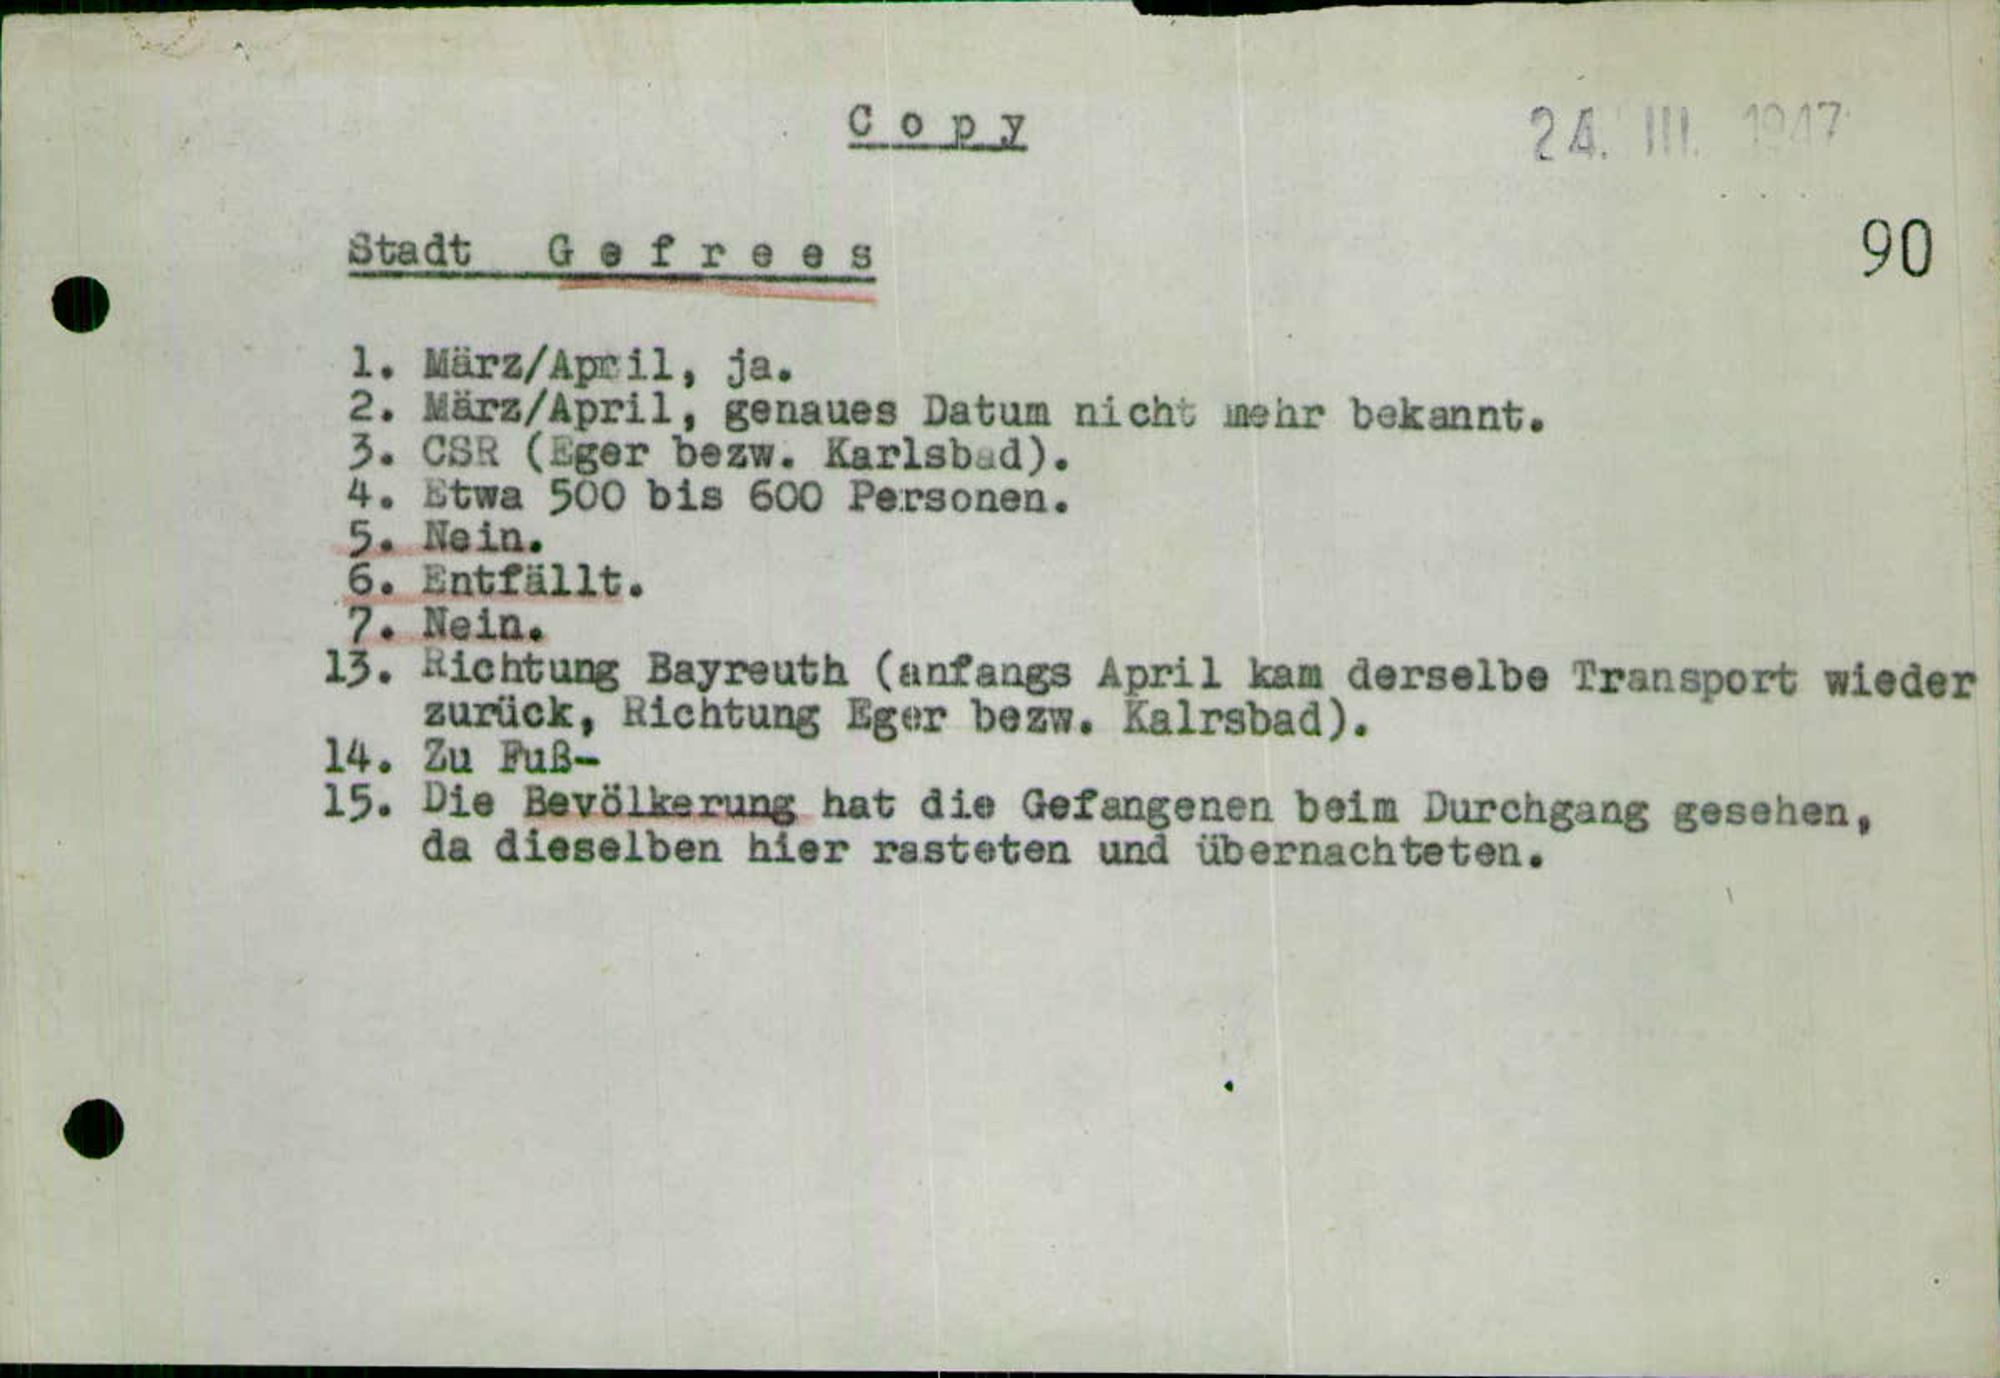 Copy
24. III. 1947
90
Stadt Gefrees
1. März/April, ja.
2. März/April, genaues Datum nicht mehr bekannt.
3. CSR (Eger bezw. Karlsbad).
4. Etwa 500 bis 600 Personen.
5. Nein.
6. Entfällt.
7. Nein.
13. Richtung Bayreuth (anfangs April kam derselbe Transport wieder
zurück, Richtung Eger bezw. Kalrsbad).
14. Zu Fuß-
15. Die Bevölkerung hat die Gefangenen beim Durchgang gesehen,
da dieselben hier rasteten und übernachteten.